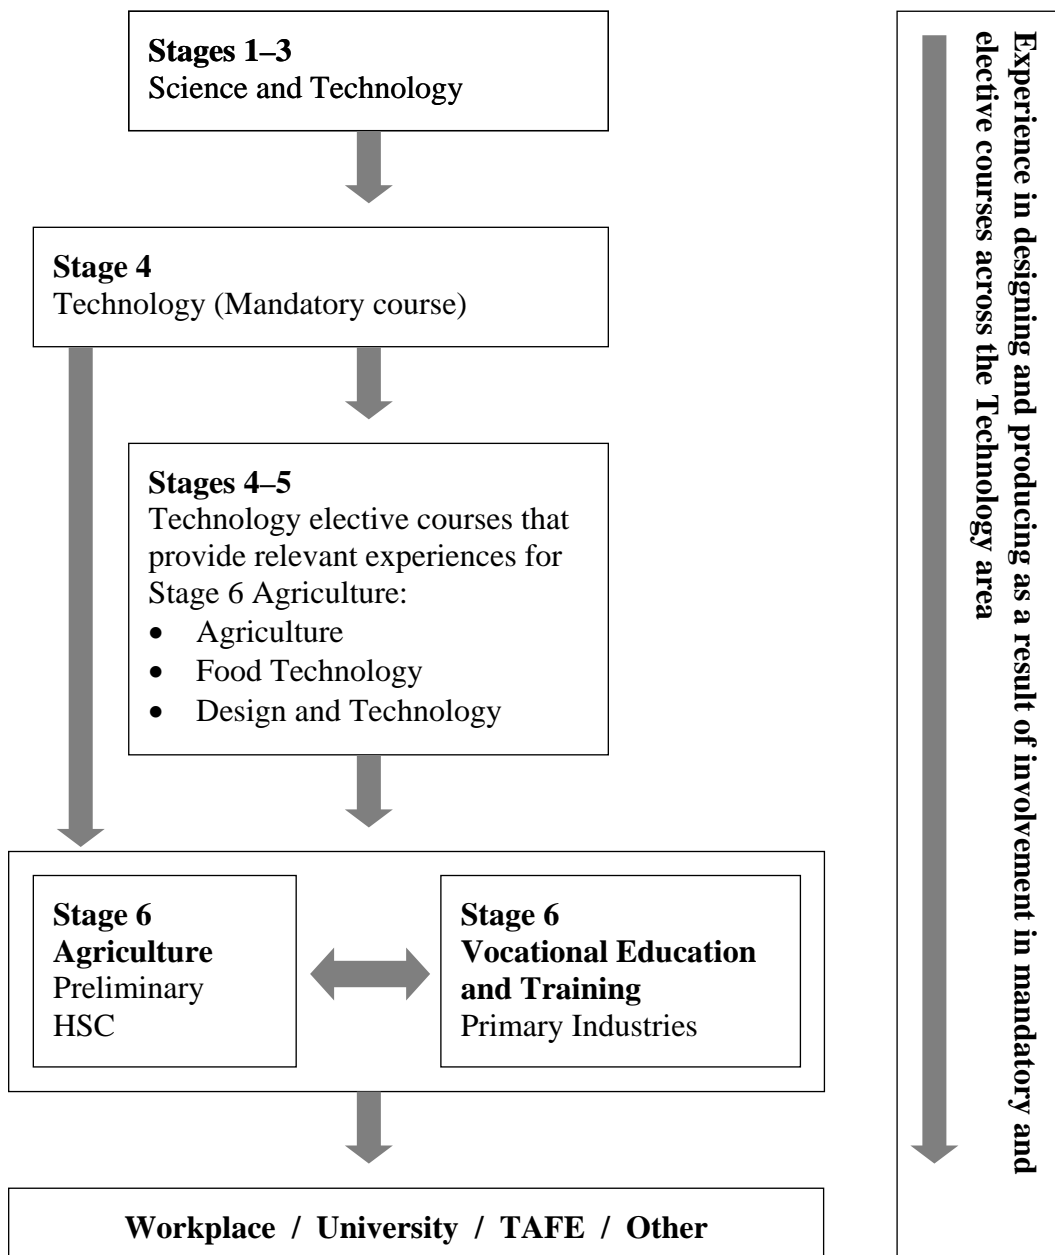 Stages 1–3
Science and Technology
Stage 4
Technology (Mandatory course)
Stages 4–5
Technology elective courses that
provide relevant experiences for
Stage 6 Agriculture:
• Agriculture
• Food Technology
• Design and Technology
Stage 6
Agriculture
Preliminary
HSC
Stage 6
Vocational Education
and Training
Primary Industries
Workplace / University / TAFE / Other
Experience in designing and producing as a result of involvement in mandatory and
elective courses across the Technology area